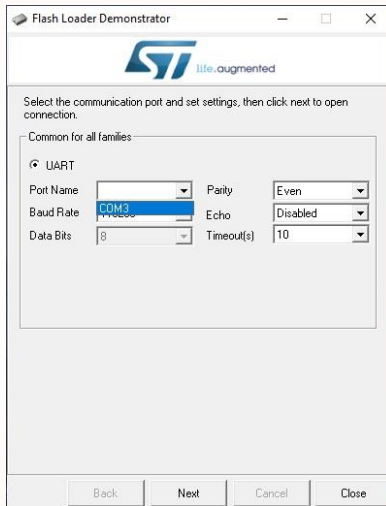 Flash Loader Demonstrator
life.augmented
Select the communication port and set settings, then click next to open
connection.
Common for all families
UART
Port Name Parity Even
COM3
Baud Rate Echo Disabled
Data Bits 8 Timeout(s) 10
Back Next Cancel Close